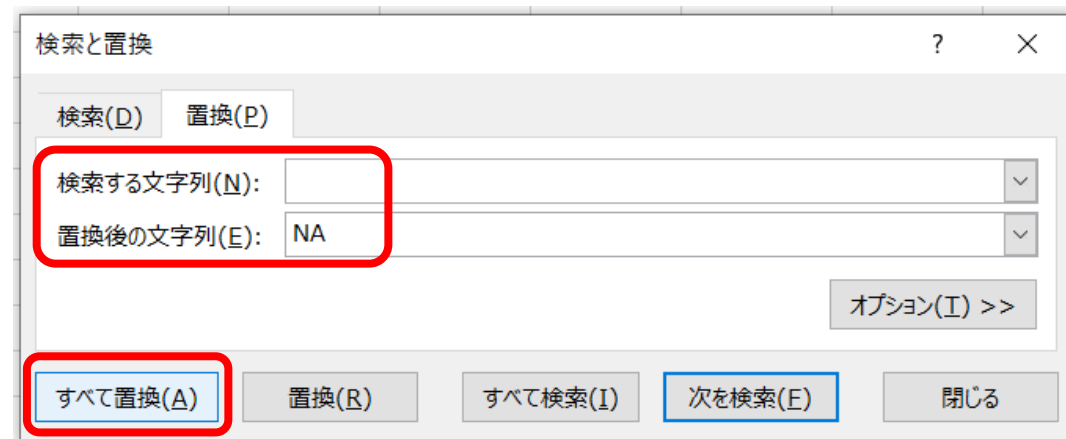 検索と置換 ? ×
検索(D) 置換(P)
検索する文字列(N):
置換後の文字列(E): NA
オプション(T) >>
すべて置換(A) 置換(R) すべて検索(I) 次を検索(F) 閉じる